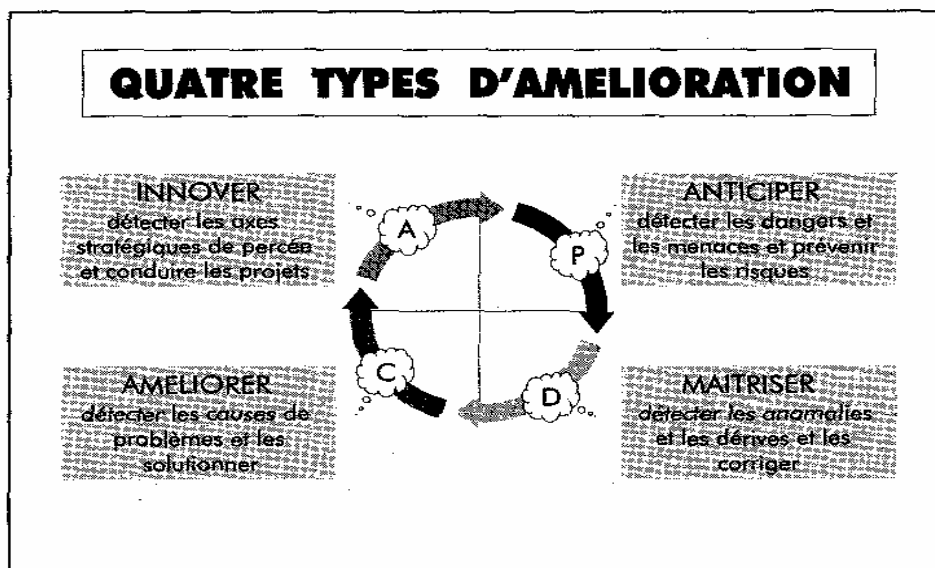 QUATRE TYPES D'AMELIORATION
INNOVER
détecter les axes
stratégiques de percée
et conduire les projets
ANTICIPER
détecter les dangers et
les menaces et prévenir
les risques
A
P
C
D
AMELIORER
détecter les causes de
problèmes et les
solutionner
MAITRISER
détecter les anomalies
et les dérives et les
corriger